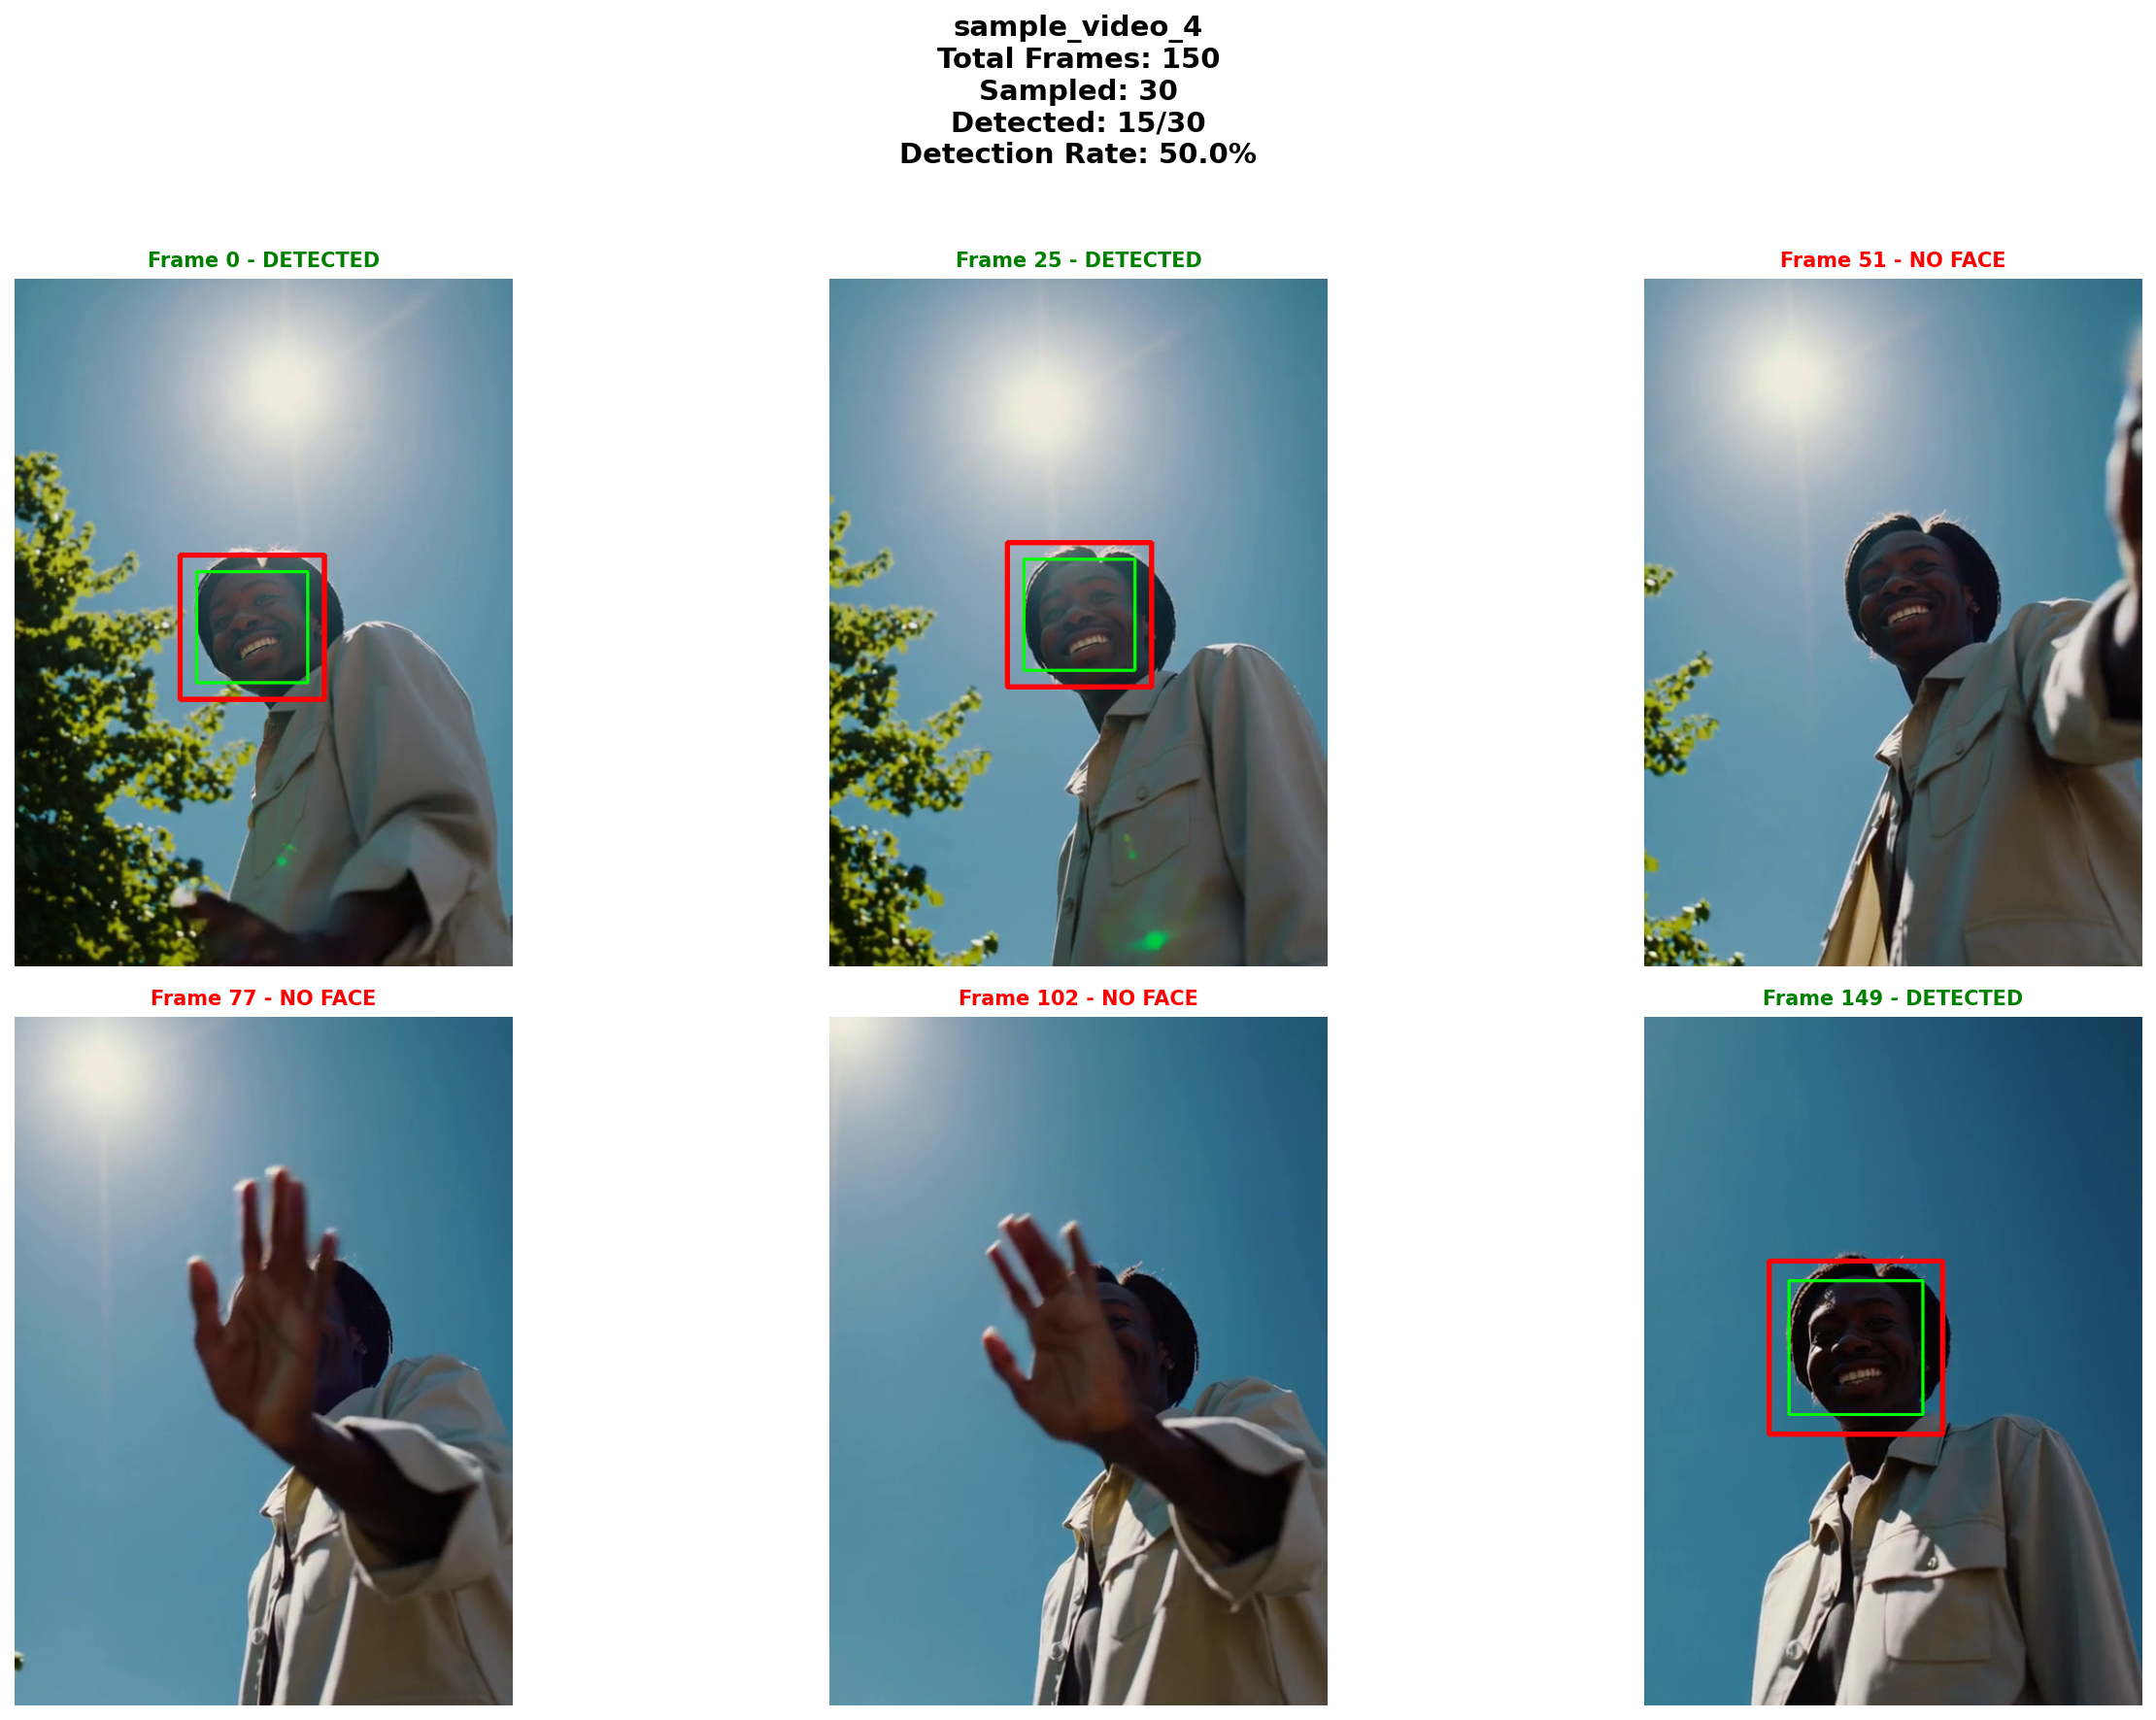 sample_video_4
Total Frames: 150
Sampled: 30
Detected: 15/30
Detection Rate: 50.0%
Frame 0 - DETECTED
Frame 25 - DETECTED
Frame 51 - NO FACE
Frame 77 - NO FACE
Frame 102 - NO FACE
Frame 149 - DETECTED